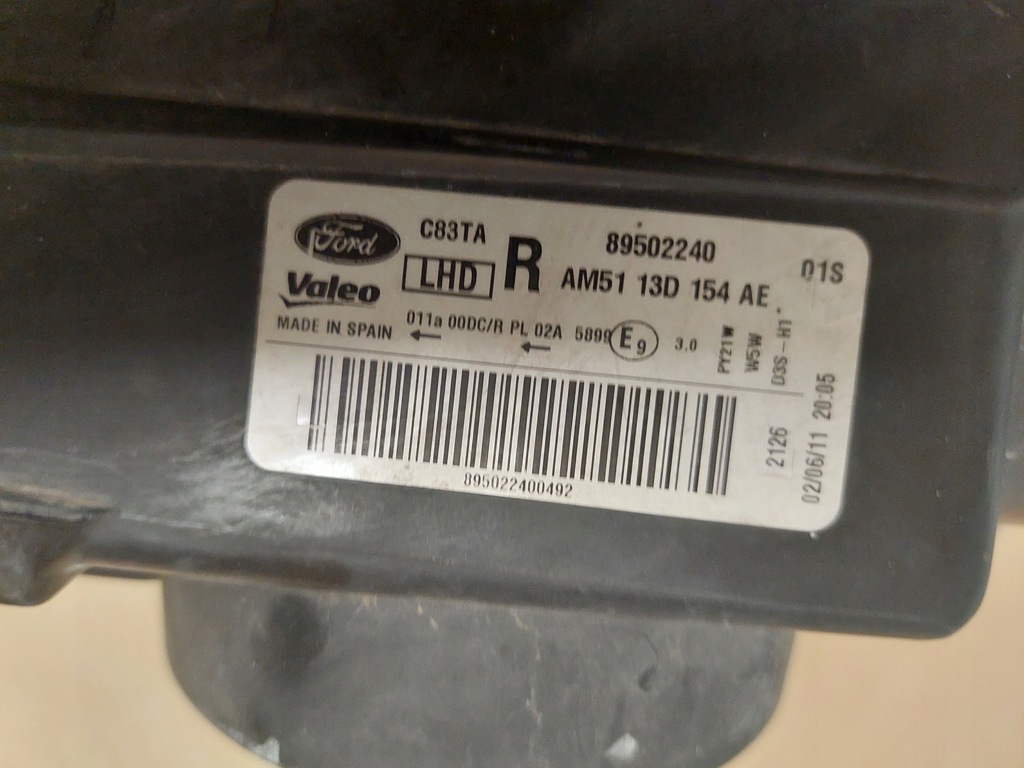 Ford
C83TA
89502240
01S
Valeo
LHD
R
AM51 13D 154 AE
MADE IN SPAIN
011a 00DC/R PL 02A 5899 E9 3.0
PY21W
W5W
D3S-H1
895022400492
2126
02/06/11 20:05